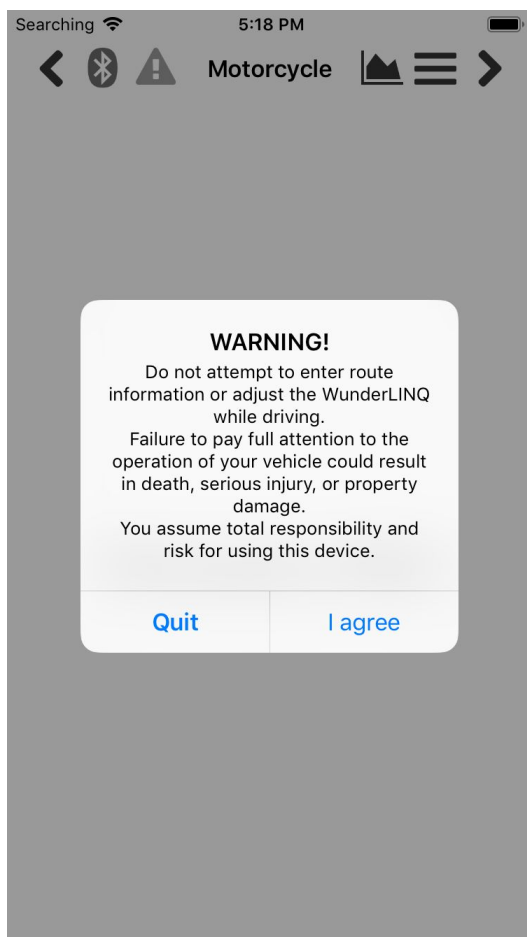 Searching 5:18 PM
Motorcycle
WARNING!
Do not attempt to enter route
information or adjust the WunderLINQ
while driving.
Failure to pay full attention to the
operation of your vehicle could result
in death, serious injury, or property
damage.
You assume total responsibility and
risk for using this device.
Quit I agree